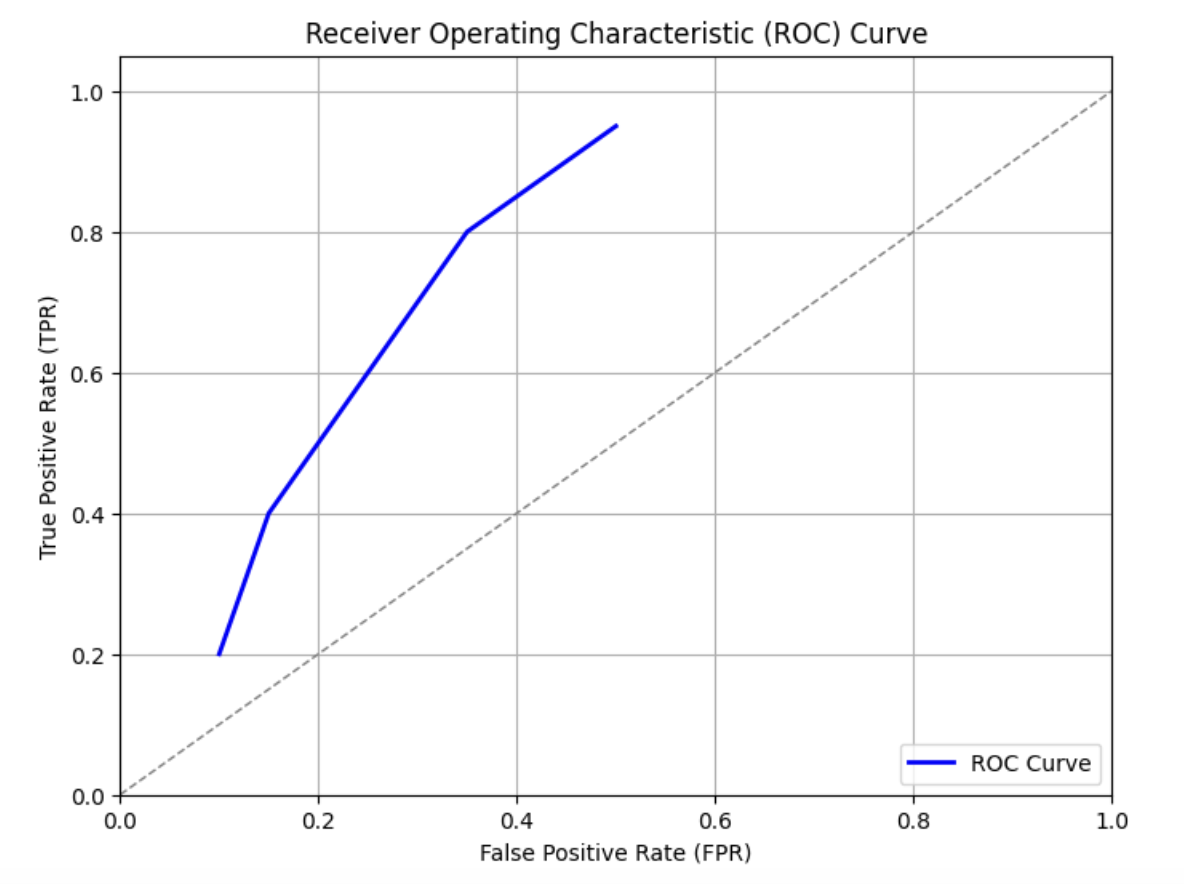 Receiver Operating Characteristic (ROC) Curve
True Positive Rate (TPR)
1.0
0.8
0.6
0.4
0.2
0.0
0.0 0.2 0.4 0.6 0.8 1.0
False Positive Rate (FPR)
ROC Curve